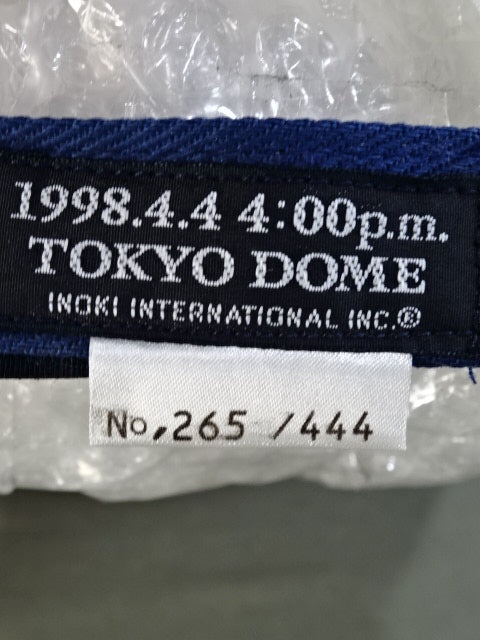 1998.4.4 4:00p.m.
TOKYO DOME
INOKI INTERNATIONAL INC.®
No,265 /444